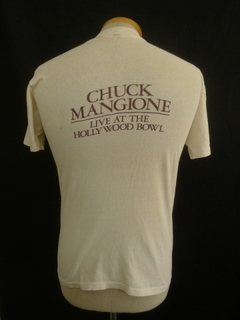 CHUCK
MANGIONE
LIVE AT THE
HOLLYWOOD BOWL